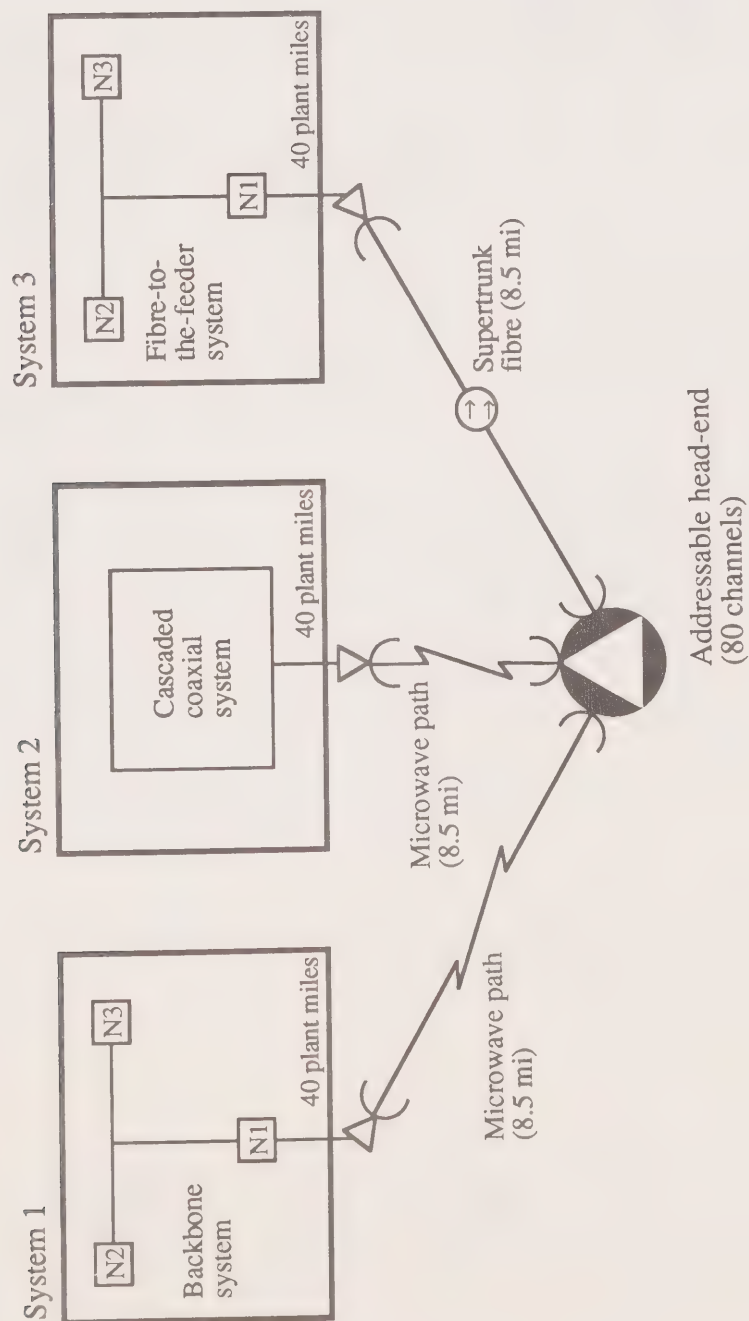 System 1
N2
N3
N1
Backbone
system
40 plant miles
Microwave path
(8.5 mi)
System 2
Cascaded
coaxial
system
40 plant miles
Microwave path
(8.5 mi)
System 3
N2
N3
N1
Fibre-to-
the-feeder
system
40 plant miles
Supertrunk
fibre (8.5 mi)
Addressable head-end
(80 channels)